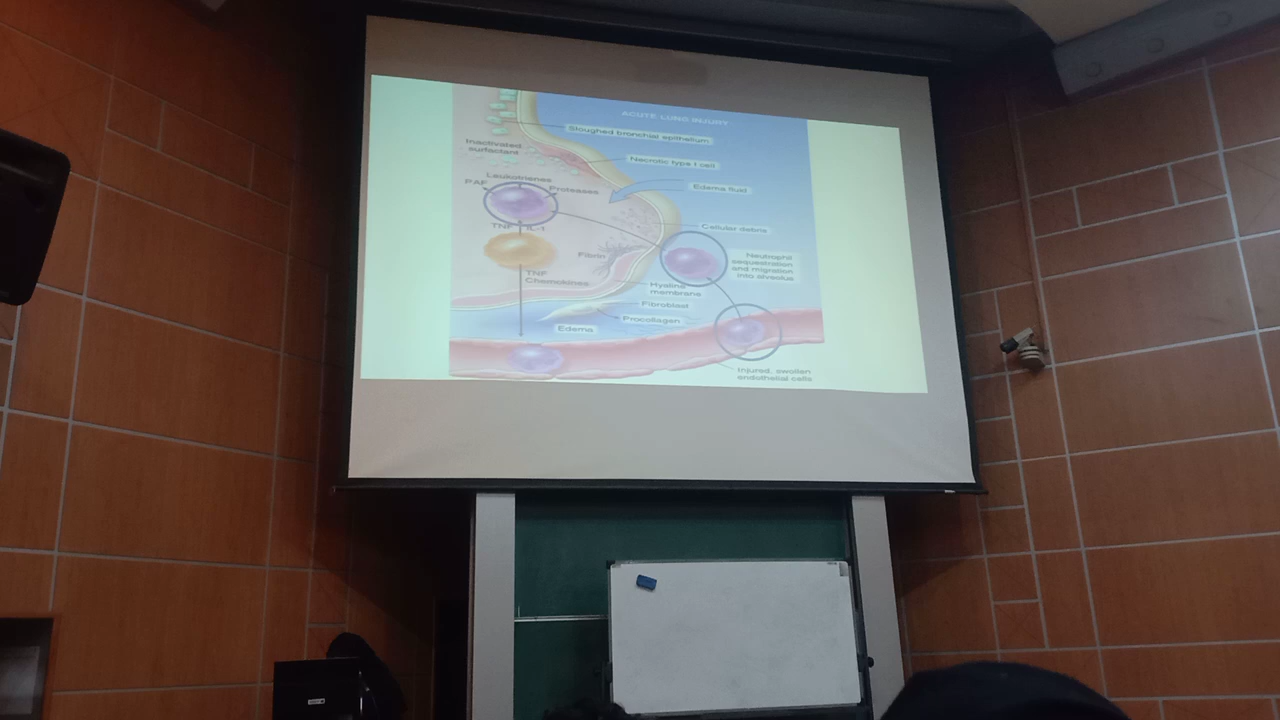 ACUTE LUNG INJURY
Sloughed bronchial epithelium
Inactivated
surfactant
Necrotic type I cell
Leukotrienes
PAF
Proteases
Edema fluid
TNF
IL-1
Cellular debris
Fibrin
Neutrophil
sequestration
and migration
into alveolus
TNF
Chemokines
Hyaline
membrane
Fibroblast
Procollagen
Edema
Injured, swollen
endothelial cells